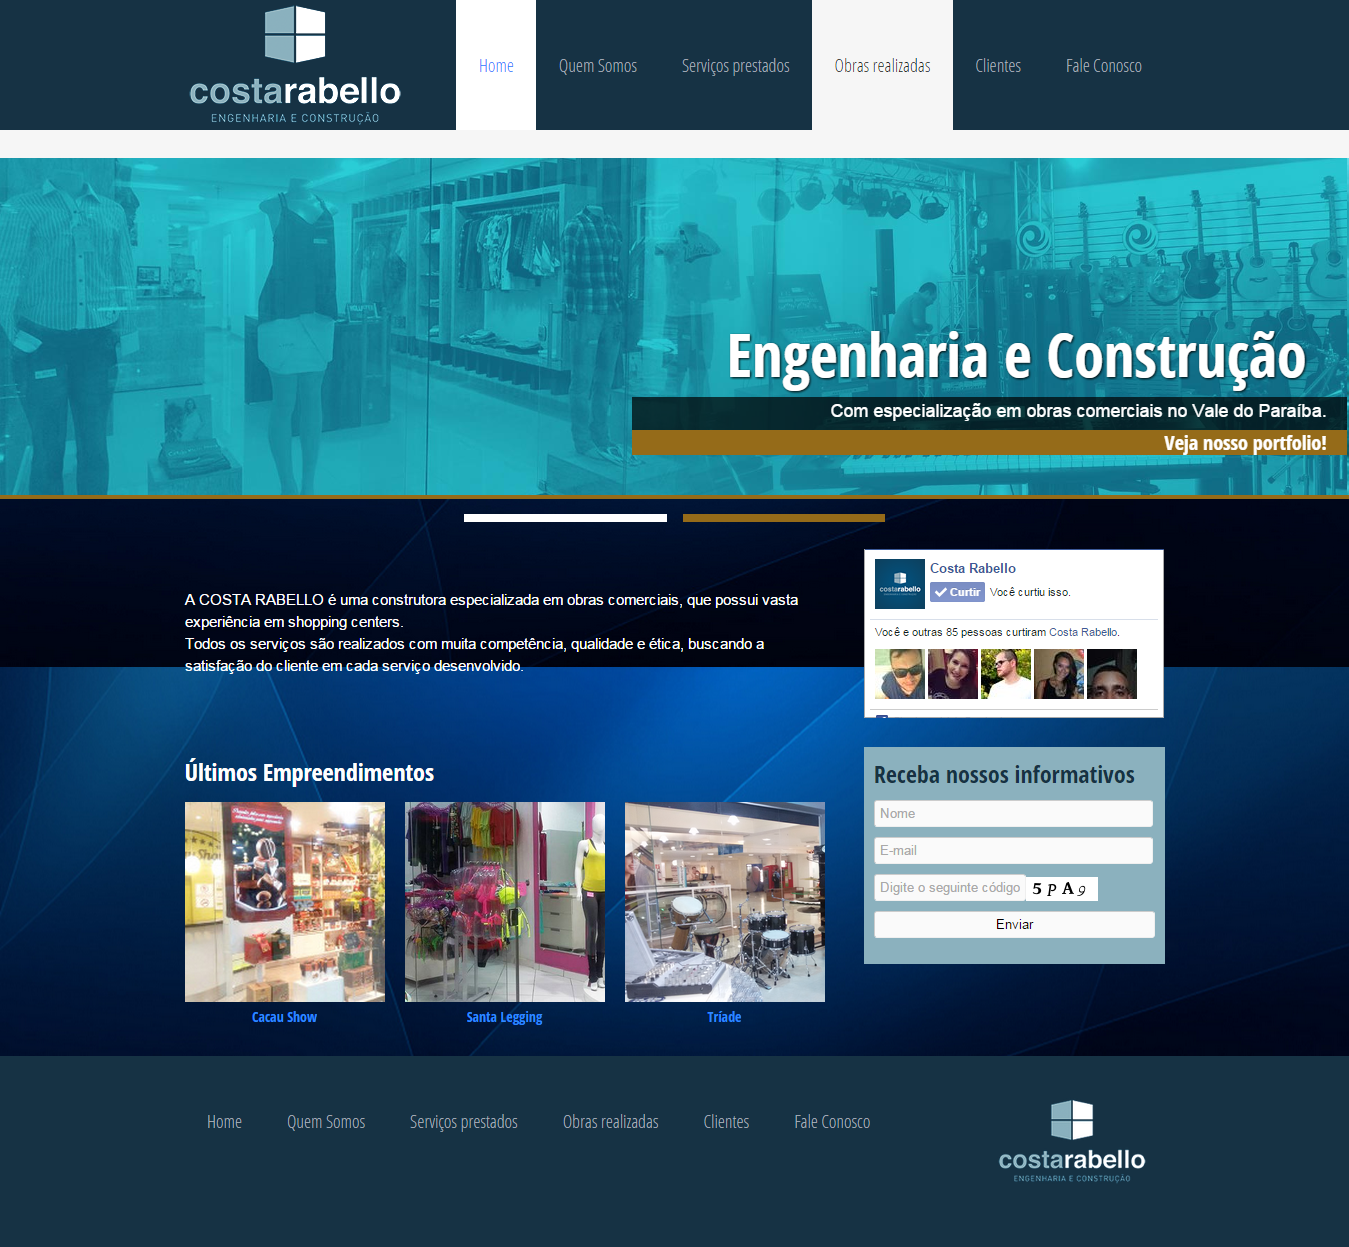 costarabello
ENGENHARIA E CONSTRUÇÃO
Home
Quem Somos
Serviços prestados
Obras realizadas
Clientes
Fale Conosco
Engenharia e Construção
Com especialização em obras comerciais no Vale do Paraíba.
Veja nosso portfolio!
A COSTA RABELLO é uma construtora especializada em obras comerciais, que possui vasta
experiência em shopping centers.
Todos os serviços são realizados com muita competência, qualidade e ética, buscando a
satisfação do cliente em cada serviço desenvolvido.
costarabello
Costa Rabello
Curtir Você curtiu isso.
Você e outras 85 pessoas curtiram Costa Rabello.
Últimos Empreendimentos
Cacau Show
Santa Legging
Tríade
Receba nossos informativos
Nome
E-mail
Digite o seguinte código
5 P A 9
Enviar
Home
Quem Somos
Serviços prestados
Obras realizadas
Clientes
Fale Conosco
costarabello
ENGENHARIA E CONSTRUÇÃO